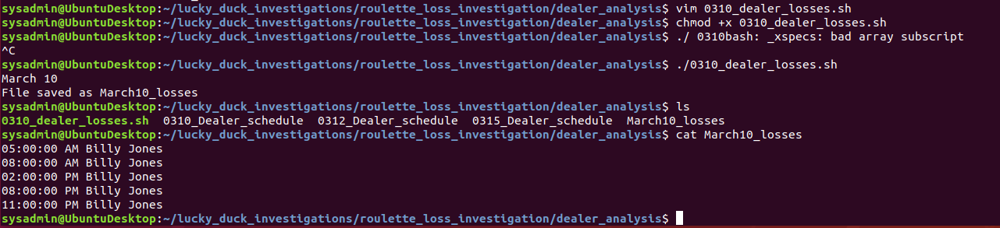 sysadmin@UbuntuDesktop:~/lucky_duck_investigations/roulette_loss_investigation/dealer_analysis$ vim 0310_dealer_losses.sh
sysadmin@UbuntuDesktop:~/lucky_duck_investigations/roulette_loss_investigation/dealer_analysis$ chmod +x 0310_dealer_losses.sh
sysadmin@UbuntuDesktop:~/lucky_duck_investigations/roulette_loss_investigation/dealer_analysis$ ./ 0310bash: _xspecs: bad array subscript
^C
sysadmin@UbuntuDesktop:~/lucky_duck_investigations/roulette_loss_investigation/dealer_analysis$ ./0310_dealer_losses.sh
March 10
File saved as March10_losses
sysadmin@UbuntuDesktop:~/lucky_duck_investigations/roulette_loss_investigation/dealer_analysis$ ls
0310_dealer_losses.sh  0310_Dealer_schedule  0312_Dealer_schedule  0315_Dealer_schedule  March10_losses
sysadmin@UbuntuDesktop:~/lucky_duck_investigations/roulette_loss_investigation/dealer_analysis$ cat March10_losses
05:00:00 AM Billy Jones
08:00:00 AM Billy Jones
02:00:00 PM Billy Jones
08:00:00 PM Billy Jones
11:00:00 PM Billy Jones
sysadmin@UbuntuDesktop:~/lucky_duck_investigations/roulette_loss_investigation/dealer_analysis$